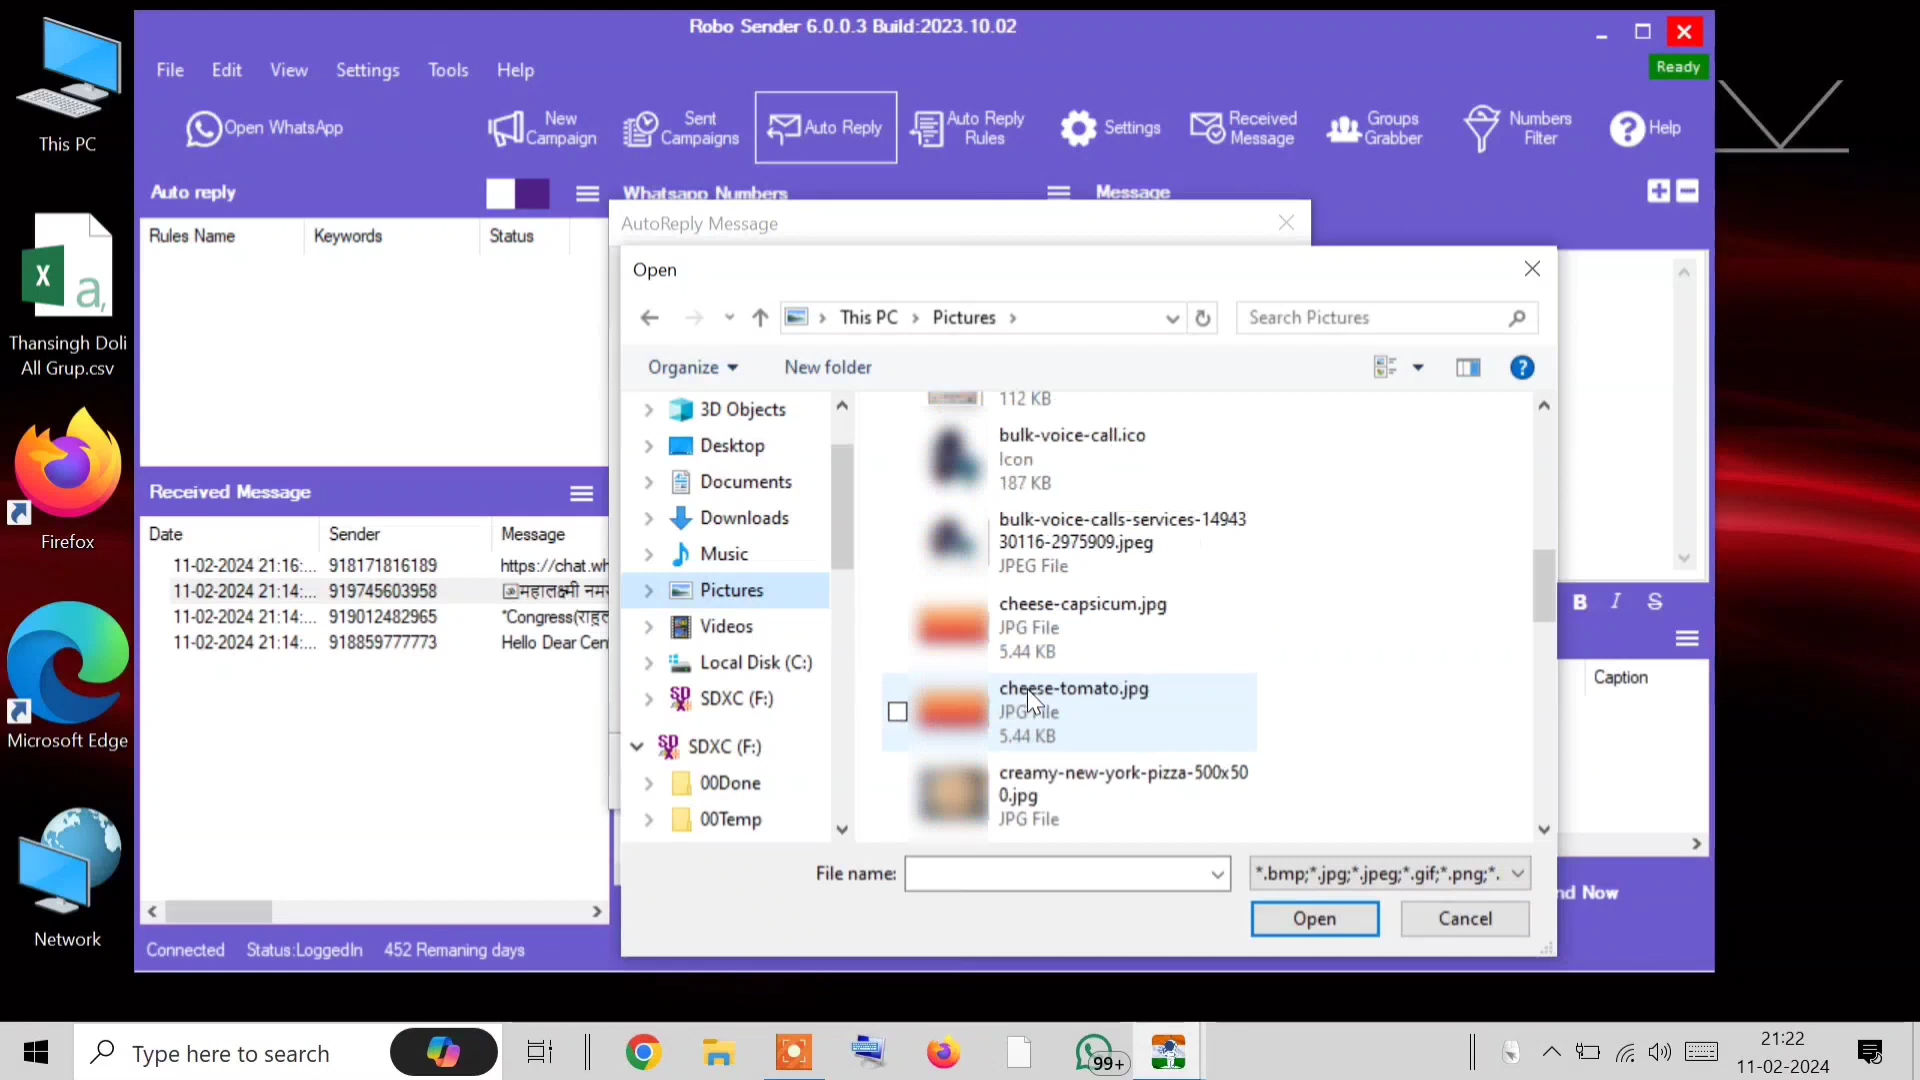 This PC
Thansingh Doli
All Grup.csv
Firefox
Microsoft Edge
Network
Robo Sender 6.0.0.3 Build:2023.10.02
File Edit View Settings Tools Help
Ready
Open WhatsApp
New Campaign
Sent Campaigns
Auto Reply
Auto Reply Rules
Settings
Received Message
Groups Grabber
Numbers Filter
Help
Auto reply
Whatsapp Numbers
Message
Rules Name Keywords Status
Received Message
Date Sender Message
11-02-2024 21:16:... 918171816189 https://chat.wh
11-02-2024 21:14:... 919745603958 महालक्ष्मी
11-02-2024 21:14:... 919012482965 *Congress(
11-02-2024 21:14:... 918859777773 Hello Dear Cen
Connected Status:LoggedIn 452 Remaning days
AutoReply Message
Open
This PC Pictures
Search Pictures
Organize New folder
3D Objects
Desktop
Documents
Downloads
Music
Pictures
Videos
Local Disk (C:)
SDXC (F:)
SDXC (F:)
00Done
00Temp
112 KB
bulk-voice-call.ico
Icon
187 KB
bulk-voice-calls-services-14943
30116-2975909.jpeg
JPEG File
cheese-capsicum.jpg
JPG File
5.44 KB
cheese-tomato.jpg
JPG File
5.44 KB
creamy-new-york-pizza-500x50
0.jpg
JPG File
File name:
*.bmp;*.jpg;*.jpeg;*.gif;*.png;*.
Open Cancel
B I S
Caption
nd Now
Type here to search
99+
21:22
11-02-2024